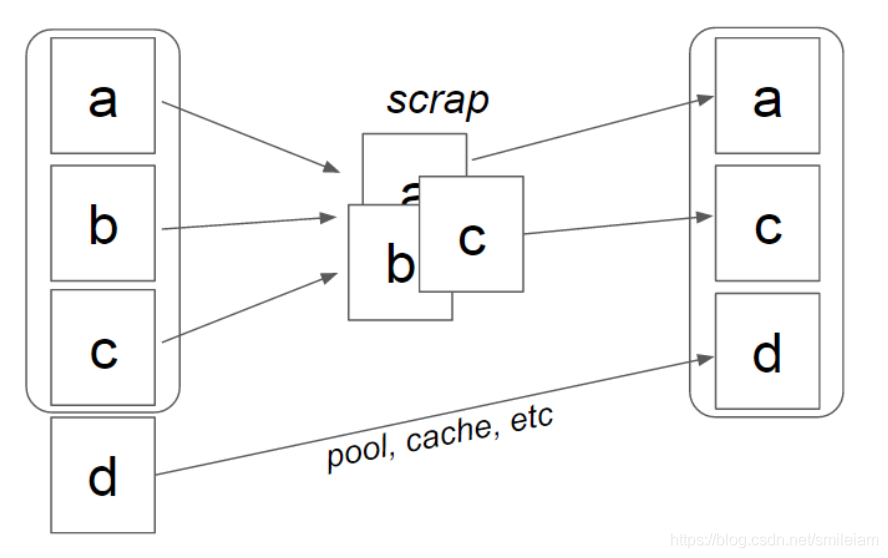 a
b
c
d
scrap
a
b
c
pool, cache, etc
a
c
d
https://blog.csdn.net/smileiam